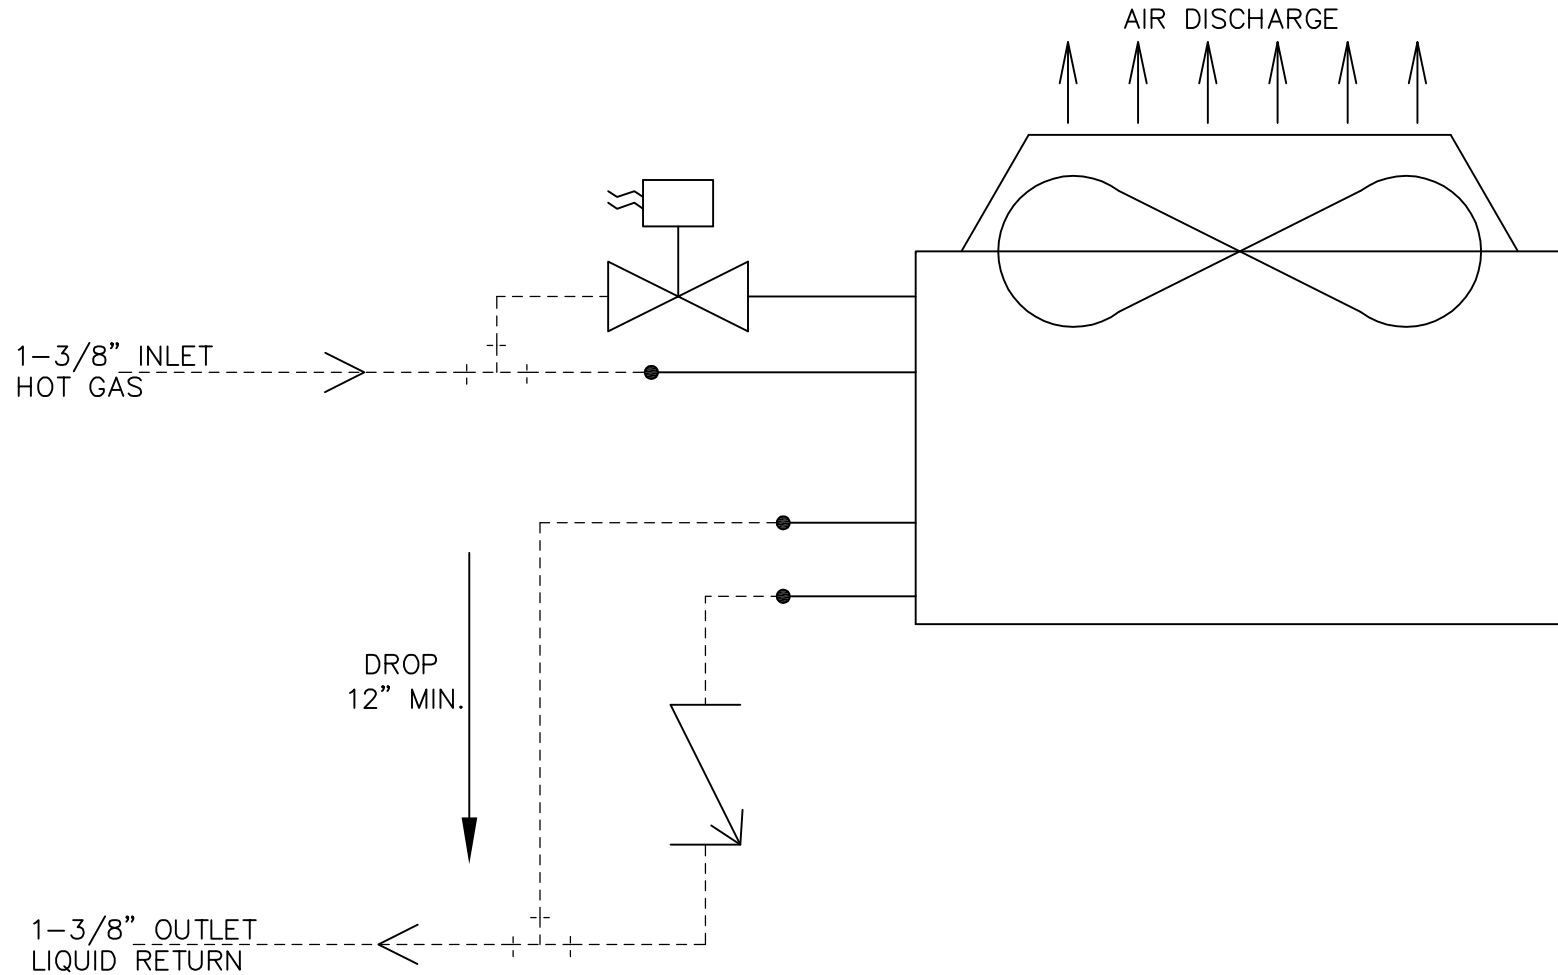 AIR DISCHARGE
1-3/8” INLET
HOT GAS
DROP
12” MIN.
1-3/8” OUTLET
LIQUID RETURN